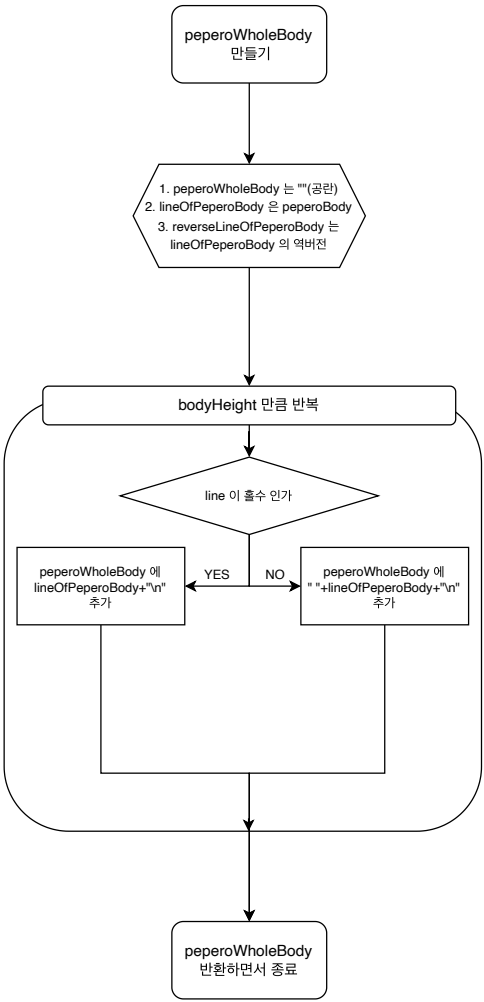 peperoWholeBody
만들기
1. peperoWholeBody 는 ""(공란)
2. lineOfPeperoBody 은 peperoBody
3. reverseLineOfPeperoBody 는
lineOfPeperoBody 의 역버전
bodyHeight 만큼 반복
line 이 홀수 인가
YES
NO
peperoWholeBody 에
lineOfPeperoBody+"\n"
추가
peperoWholeBody 에
" "+lineOfPeperoBody+"\n"
추가
peperoWholeBody
반환하면서 종료